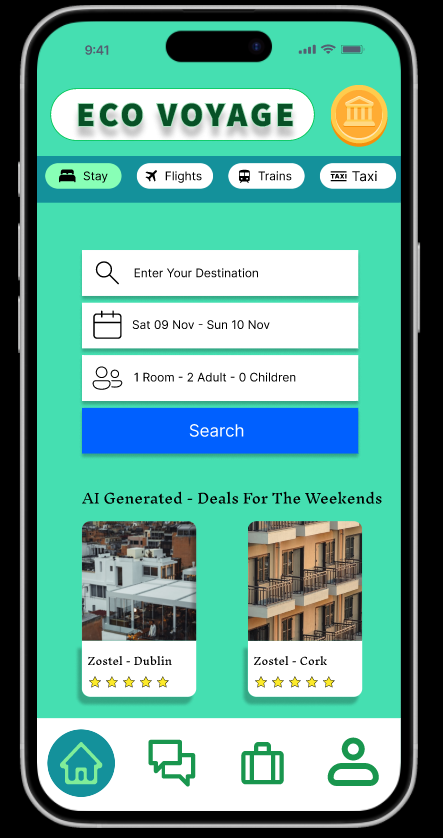 9:41
ECO VOYAGE
Stay Flights Trains TAXI Taxi
Enter Your Destination
Sat 09 Nov - Sun 10 Nov
1 Room - 2 Adult - 0 Children
Search
AI Generated - Deals For The Weekends
Zostel - Dublin Zostel - Cork